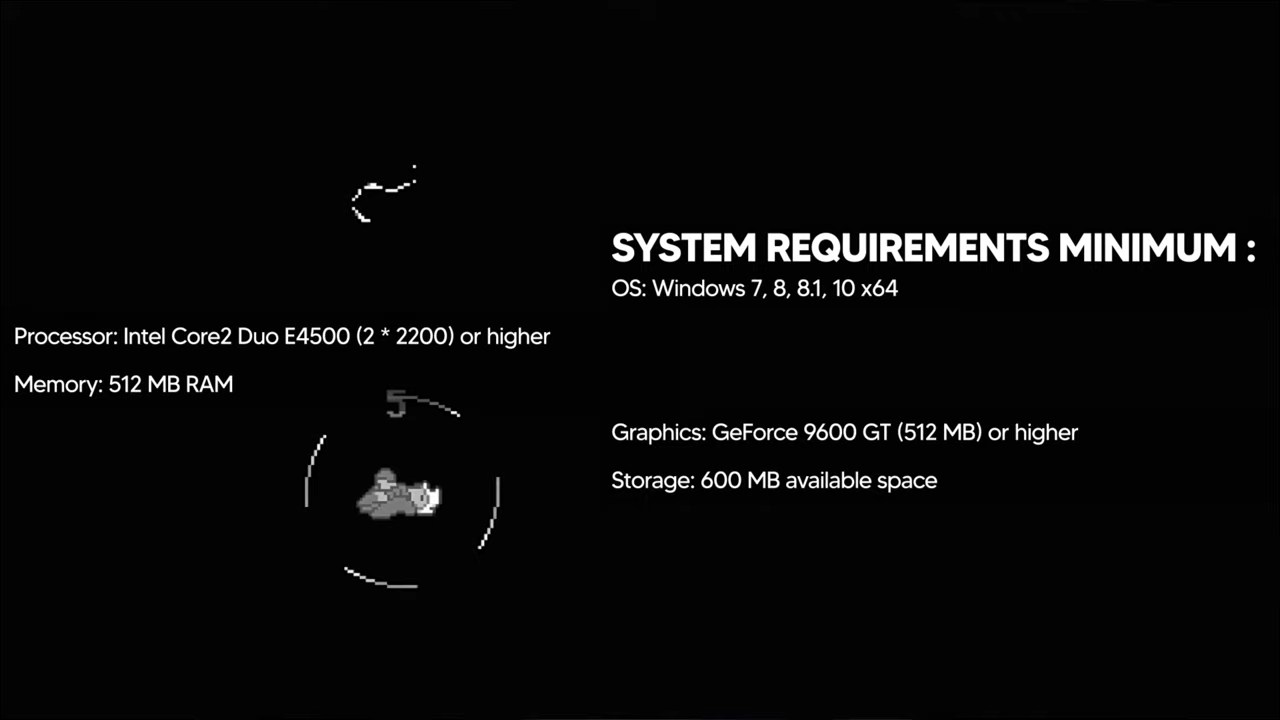 SYSTEM REQUIREMENTS MINIMUM :
OS: Windows 7, 8, 8.1, 10 x64
Processor: Intel Core2 Duo E4500 (2 * 2200) or higher
Memory: 512 MB RAM
5
Graphics: GeForce 9600 GT (512 MB) or higher
Storage: 600 MB available space